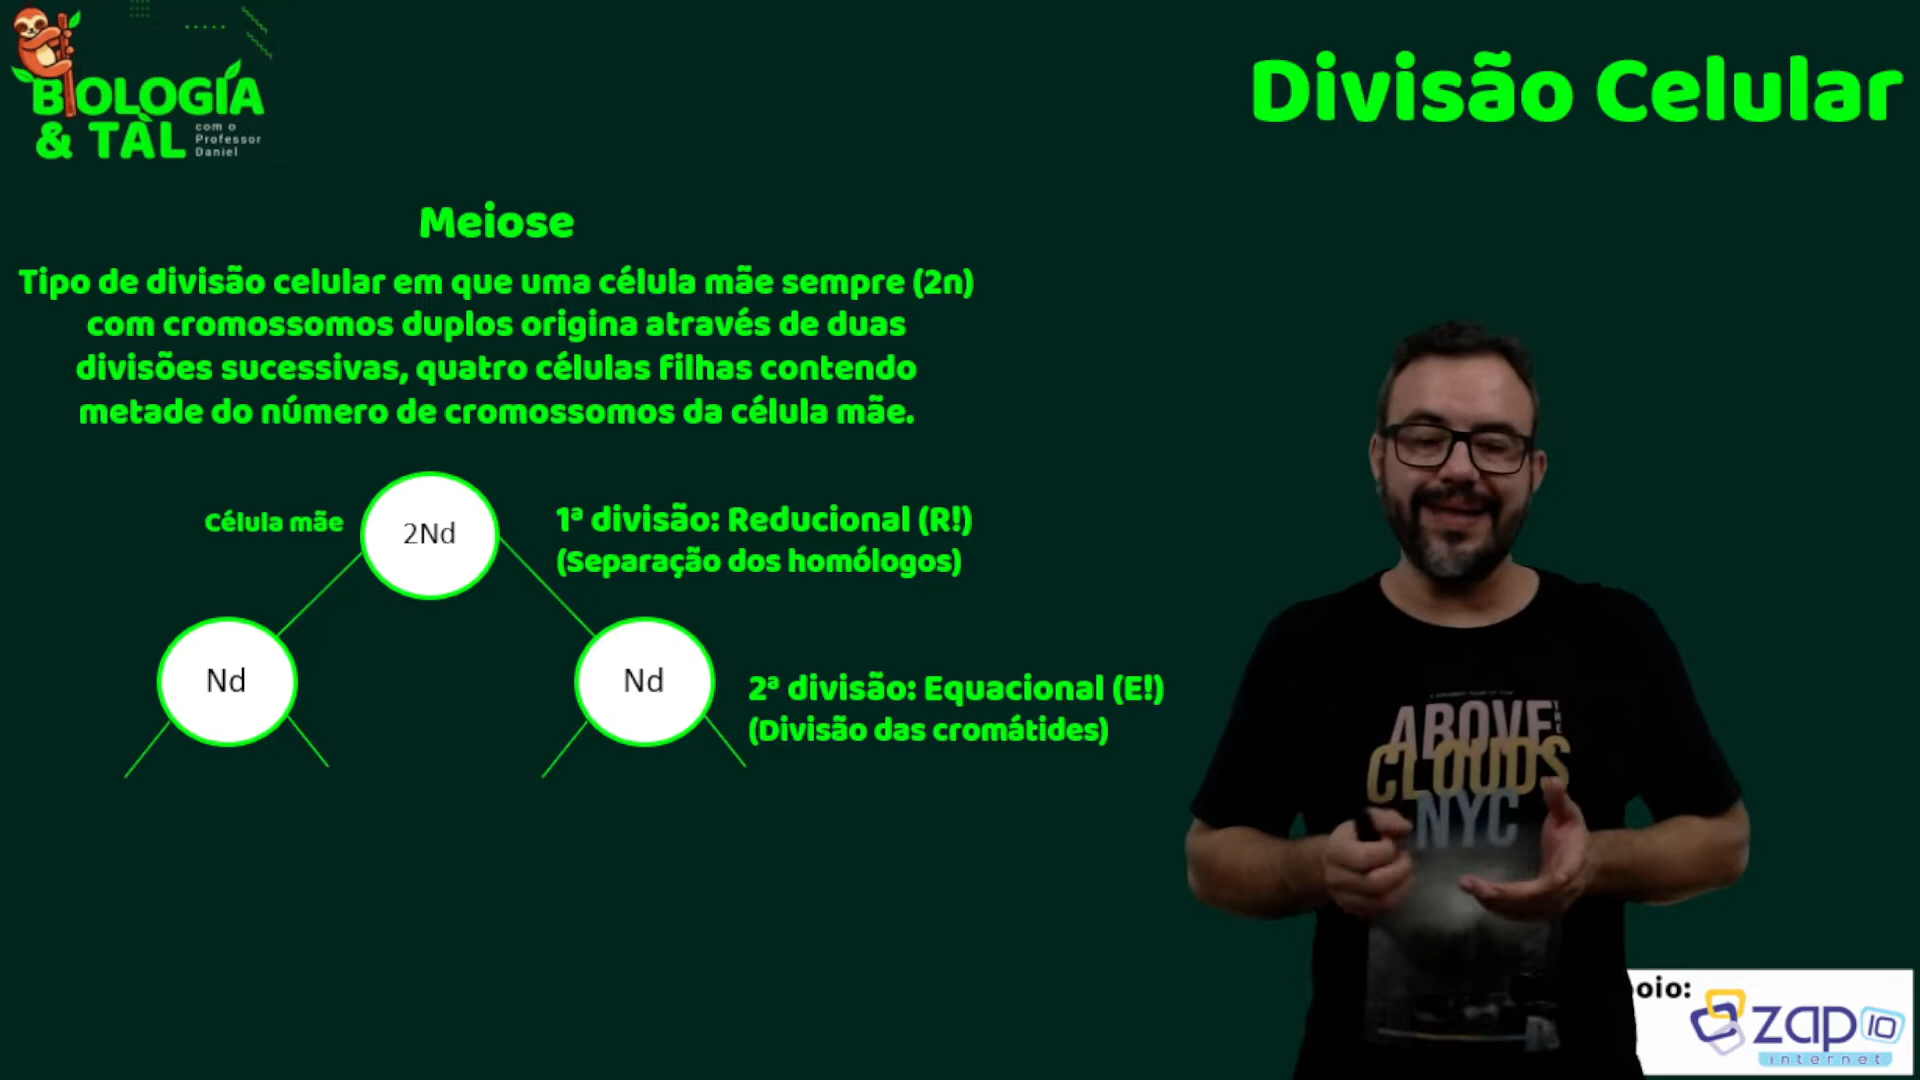 BIOLOGIA
& TAL
com o
Professor
Daniel
Divisão Celular
Meiose
Tipo de divisão celular em que uma célula mãe sempre (2n)
com cromossomos duplos origina através de duas
divisões sucessivas, quatro células filhas contendo
metade do número de cromossomos da célula mãe.
Célula mãe
2Nd
1ª divisão: Reducional (R!)
(Separação dos homólogos)
Nd
Nd
2ª divisão: Equacional (E!)
(Divisão das cromátides)
ABOVE
THE
CLOUDS
NYC
oio:
zap 10
internet